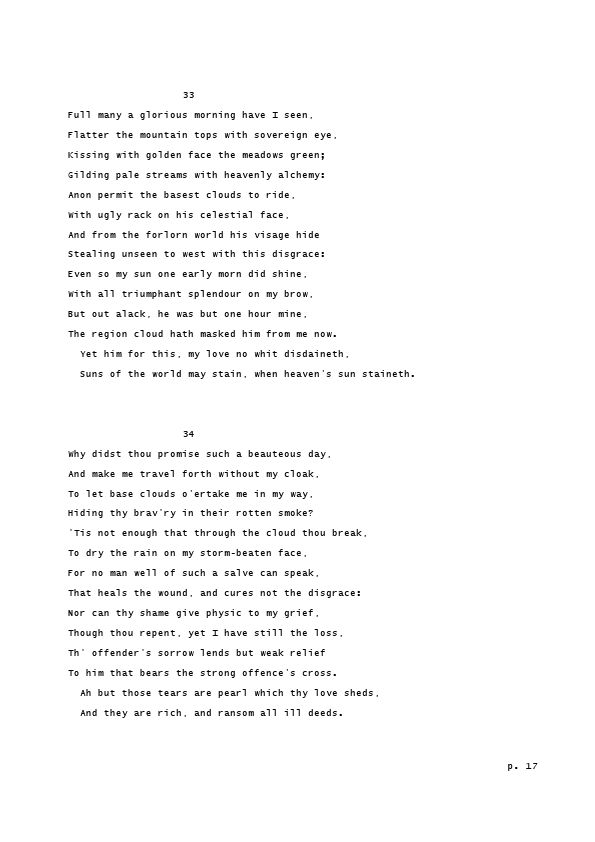 33
Full many a glorious morning have I seen,
Flatter the mountain tops with sovereign eye,
Kissing with golden face the meadows green;
Gilding pale streams with heavenly alchemy:
Anon permit the basest clouds to ride,
With ugly rack on his celestial face,
And from the forlorn world his visage hide
Stealing unseen to west with this disgrace:
Even so my sun one early morn did shine,
With all triumphant splendour on my brow,
But out alack, he was but one hour mine,
The region cloud hath masked him from me now.
Yet him for this, my love no whit disdaineth,
Suns of the world may stain, when heaven's sun staineth.
34
Why didst thou promise such a beauteous day,
And make me travel forth without my cloak,
To let base clouds o'ertake me in my way,
Hiding thy brav'ry in their rotten smoke?
'Tis not enough that through the cloud thou break,
To dry the rain on my storm-beaten face,
For no man well of such a salve can speak,
That heals the wound, and cures not the disgrace:
Nor can thy shame give physic to my grief,
Though thou repent, yet I have still the loss,
Th' offender's sorrow lends but weak relief
To him that bears the strong offence's cross.
Ah but those tears are pearl which thy love sheds,
And they are rich, and ransom all ill deeds.
p. 17